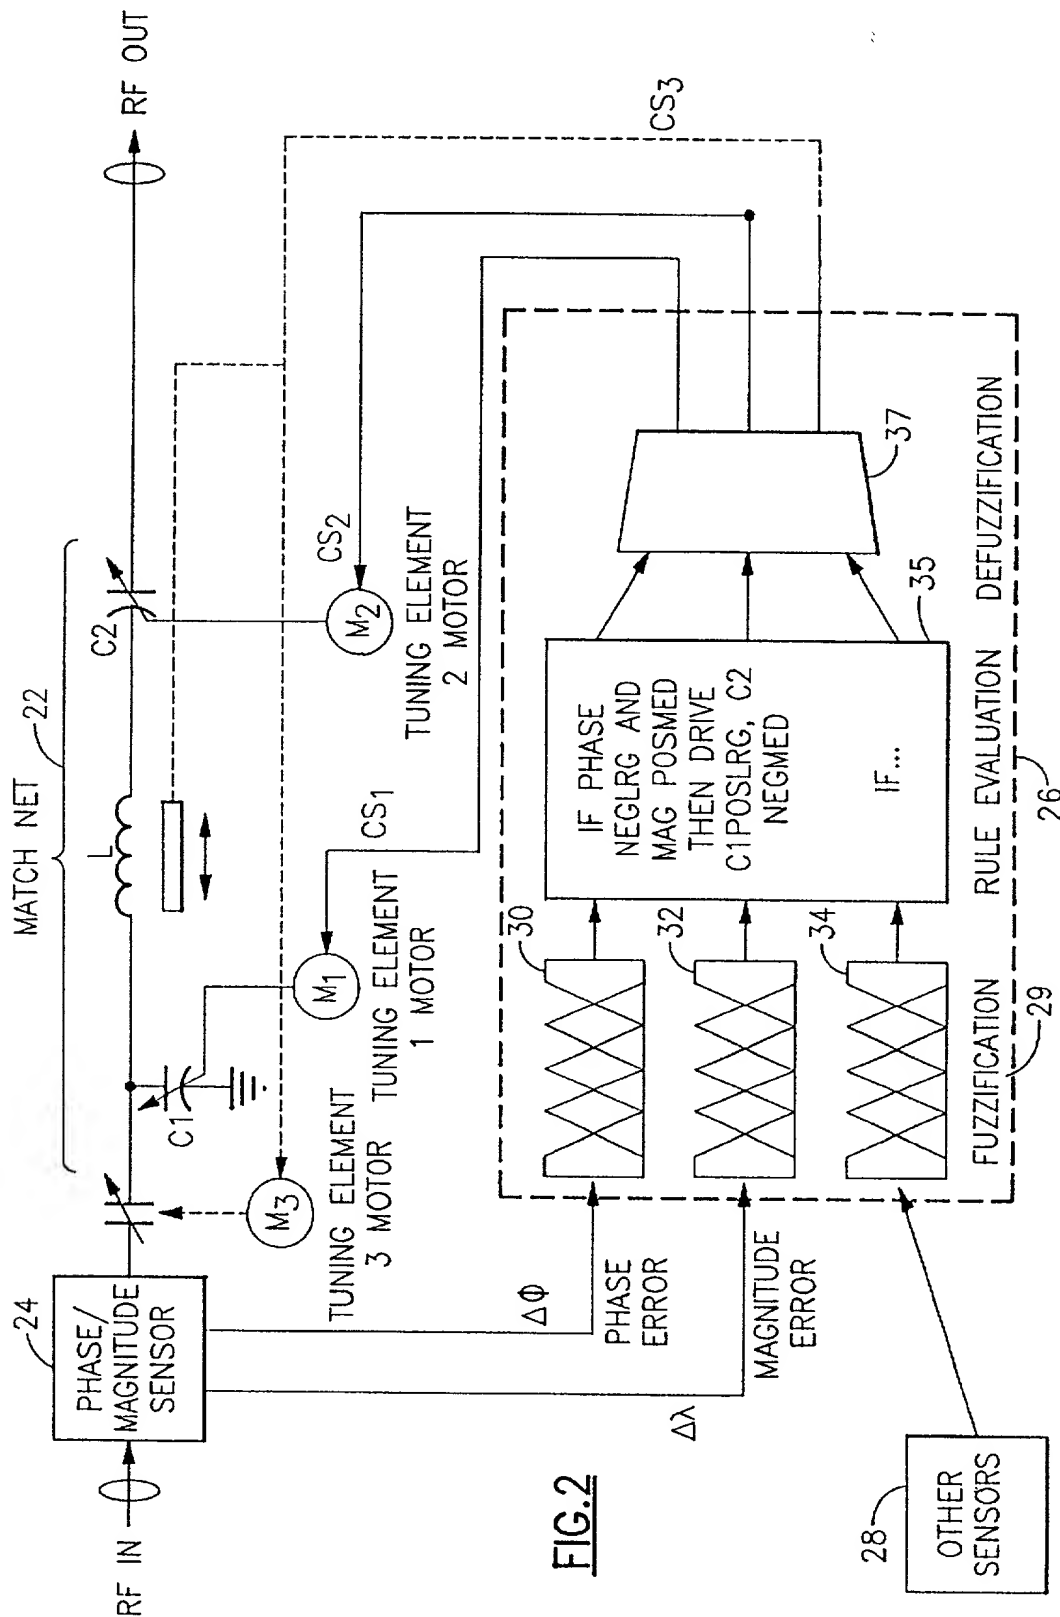 MATCH NET
22
RF IN
24
PHASE/
MAGNITUDE
SENSOR
C1
L
C2
RF OUT
M3
TUNING ELEMENT
3 MOTOR
M1
TUNING ELEMENT
1 MOTOR
CS1
M2
CS2
TUNING ELEMENT
2 MOTOR
CS3
ΔΦ
PHASE
ERROR
Δλ
MAGNITUDE
ERROR
28
OTHER
SENSORS
30
32
34
IF PHASE
NEGLRG AND
MAG POSMED
THEN DRIVE
C1POSLRG, C2
NEGMED
IF...
35
37
FUZZIFICATION
RULE EVALUATION
DEFUZZIFICATION
29
26
FIG.2